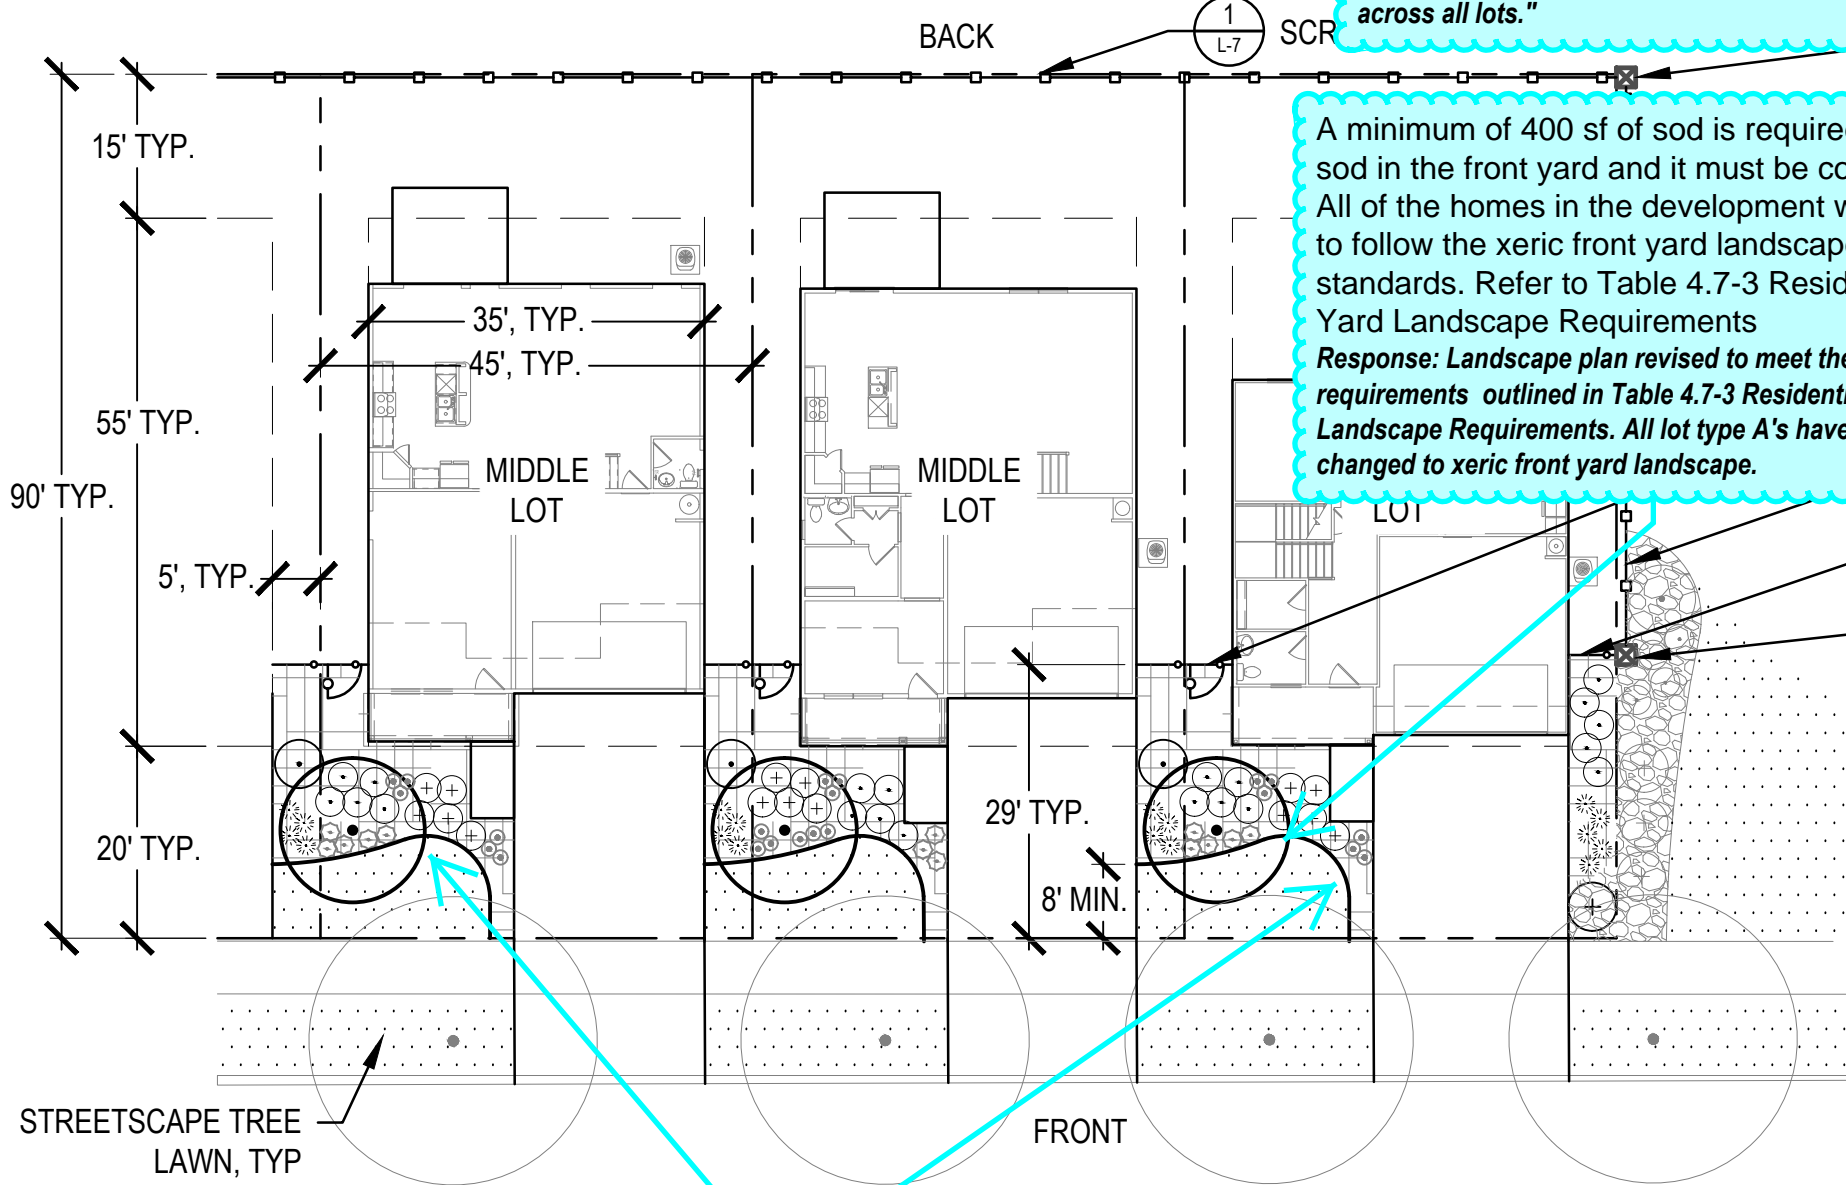 across all lots."
BACK
1
L-7
SCR
15' TYP.
A minimum of 400 sf of sod is require
sod in the front yard and it must be co
All of the homes in the development w
to follow the xeric front yard landscap
standards. Refer to Table 4.7-3 Resid
Yard Landscape Requirements
Response: Landscape plan revised to meet the
requirements outlined in Table 4.7-3 Residenti
Landscape Requirements. All lot type A's have
changed to xeric front yard landscape.
35', TYP.
45', TYP.
55' TYP.
90' TYP.
MIDDLE
LOT
MIDDLE
LOT
LOT
5', TYP.
29' TYP.
20' TYP.
8' MIN.
STREETSCAPE TREE
LAWN, TYP
FRONT